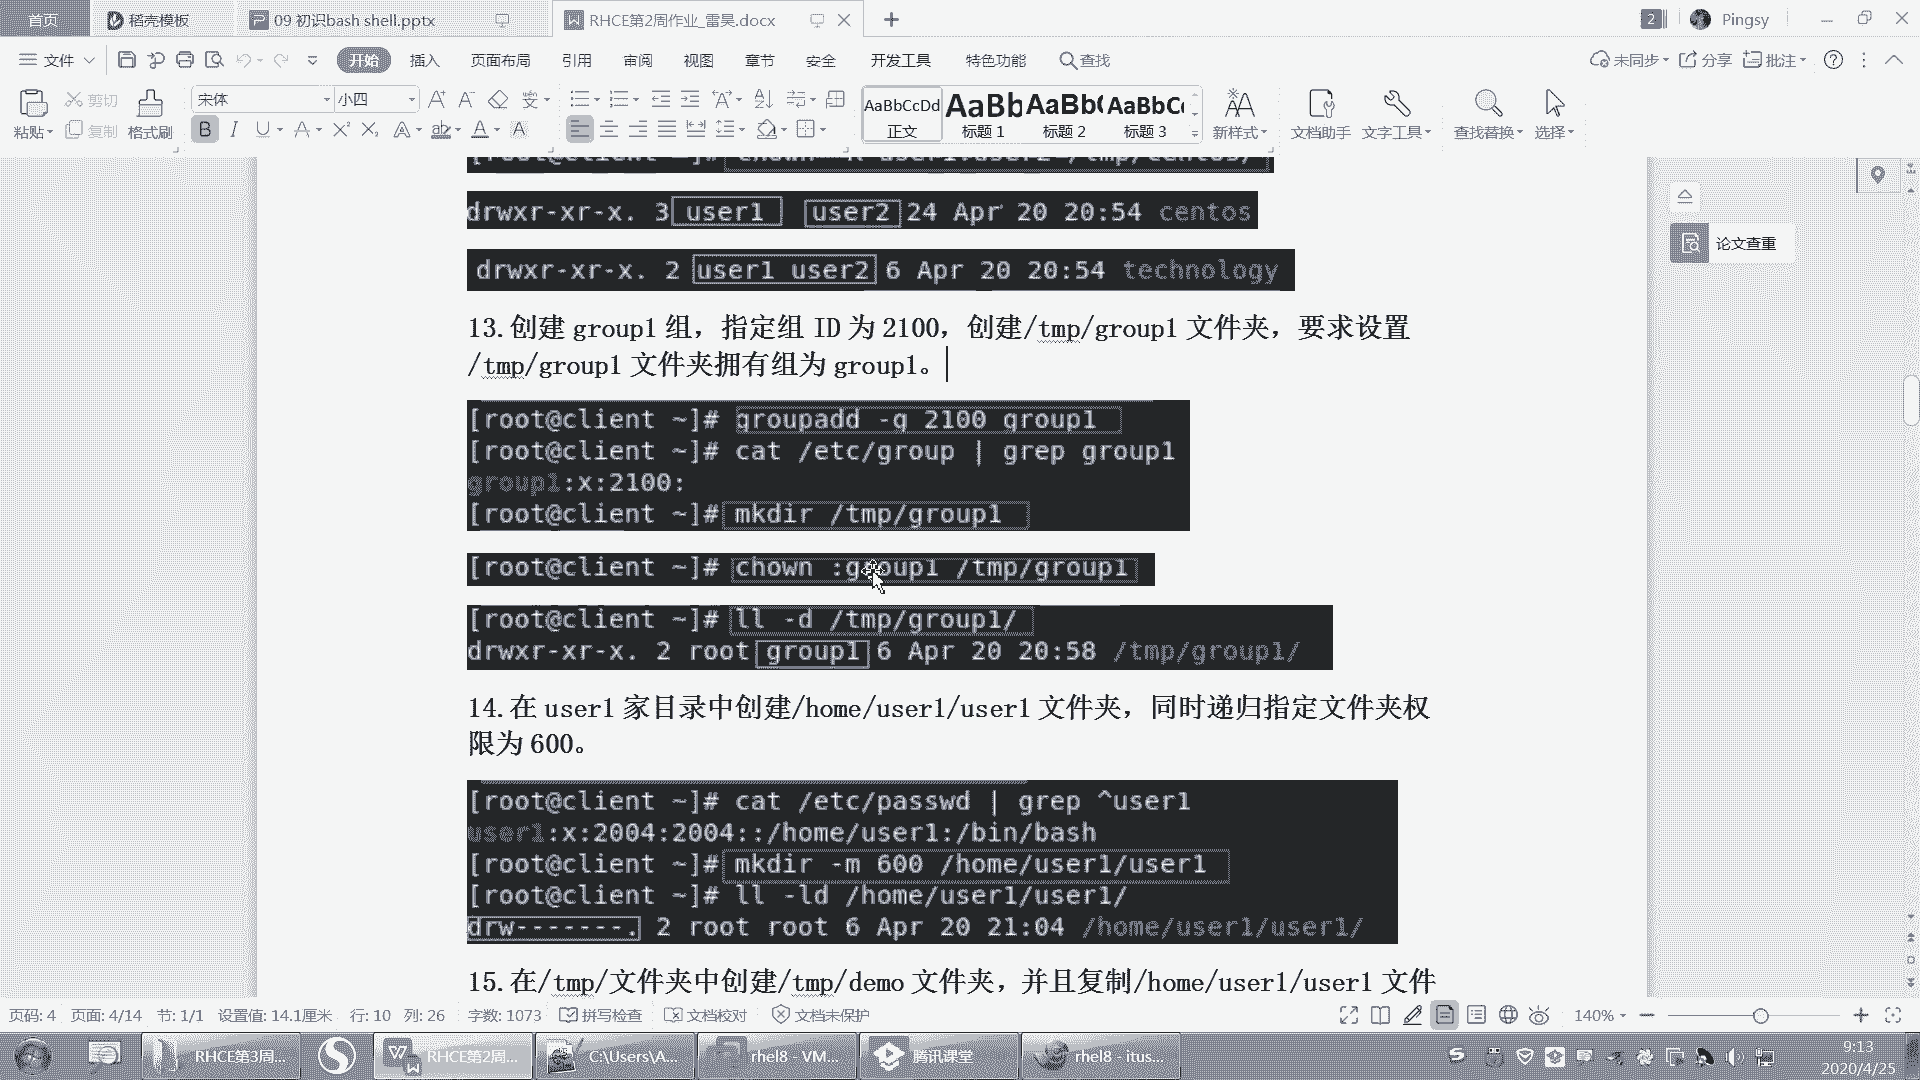 首页
稻壳模板
09 初识bash shell.pptx
RHCE第2周作业_雷昊.docx
2
Pingsy
文件
开始
插入
页面布局
引用
审阅
视图
章节
安全
开发工具
特色功能
查找
未同步
分享
批注
粘贴
剪切
复制
格式刷
宋体
小四
AaBbCcDd
正文
AaBb
标题 1
AaBb(
标题 2
AaBbC
标题 3
新样式
文档助手
文字工具
查找替换
选择
drwxr-xr-x. 3 user1 user2 24 Apr 20 20:54 centos
drwxr-xr-x. 2 user1 user2 6 Apr 20 20:54 technology
论文查重
13.创建 group1 组，指定组 ID 为 2100，创建/tmp/group1 文件夹，要求设置
/tmp/group1 文件夹拥有组为 group1。
[root@client ~]# groupadd -g 2100 group1
[root@client ~]# cat /etc/group | grep group1
group1:x:2100:
[root@client ~]# mkdir /tmp/group1
[root@client ~]# chown :group1 /tmp/group1
[root@client ~]# ll -d /tmp/group1/
drwxr-xr-x. 2 root group1 6 Apr 20 20:58 /tmp/group1/
14.在 user1 家目录中创建/home/user1/user1 文件夹，同时递归指定文件夹权
限为 600。
[root@client ~]# cat /etc/passwd | grep ^user1
user1:x:2004:2004::/home/user1:/bin/bash
[root@client ~]# mkdir -m 600 /home/user1/user1
[root@client ~]# ll -ld /home/user1/user1/
drw-------. 2 root root 6 Apr 20 21:04 /home/user1/user1/
15.在/tmp/文件夹中创建/tmp/demo 文件夹，并且复制/home/user1/user1 文件
页码: 4 页面: 4/14 节: 1/1 设置值: 14.1厘米 行: 10 列: 26 字数: 1073 拼写检查 文档校对 文档未保护 140%
RHCE第3周...
RHCE第2周...
C:\Users\A...
rhel8 - VM...
腾讯课堂
rhel8 - itus...
9:13
2020/4/25